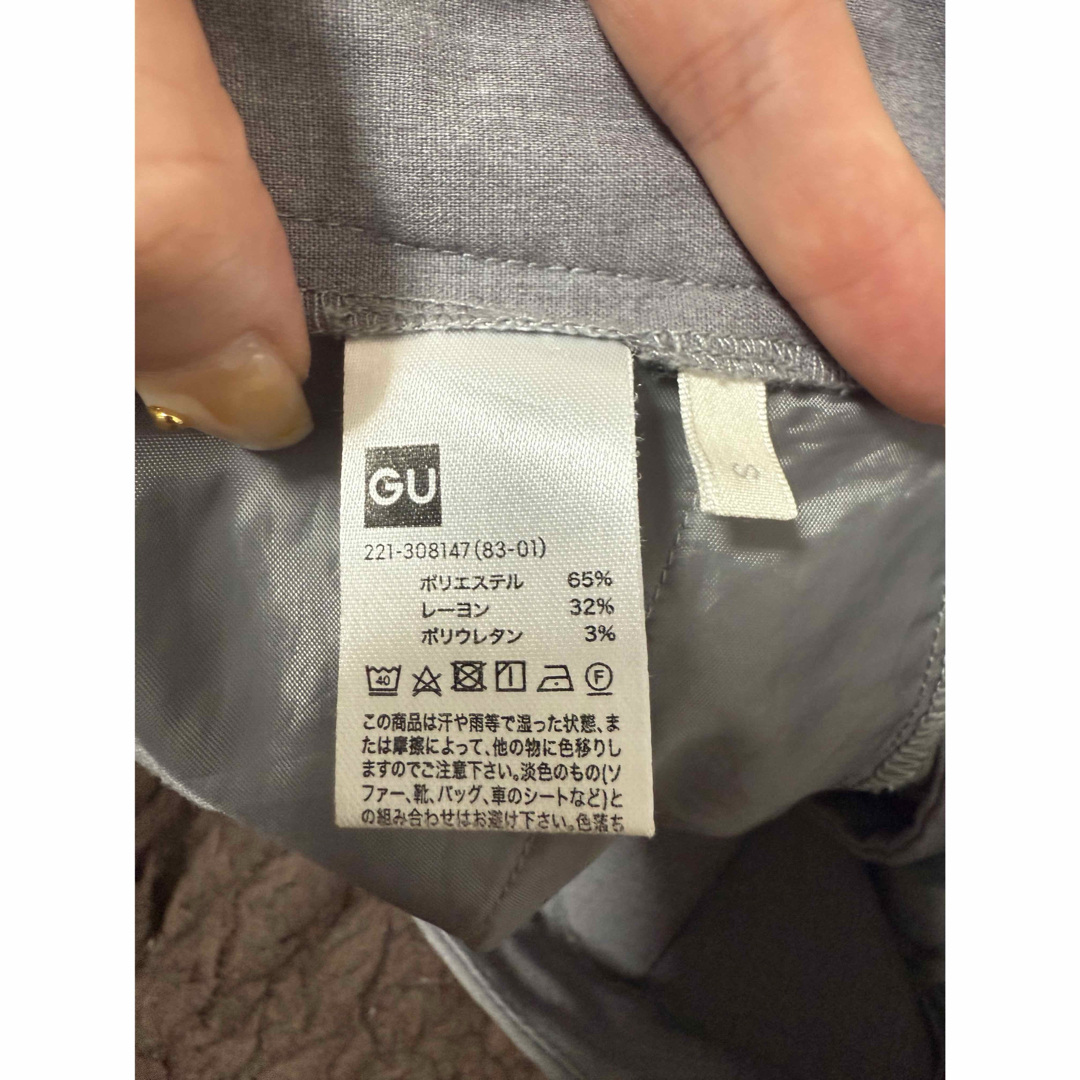 GU
221-308147(83-01)
ポリエステル 65%
レーヨン 32%
ポリウレタン 3%
40 F
この商品は汗や雨等で湿った状態、ま
たは摩擦によって、他の物に色移りし
ますのでご注意下さい。淡色のもの(ソ
ファー、靴、バッグ、車のシートなど)と
の組み合わせはお避け下さい。色落ち
S